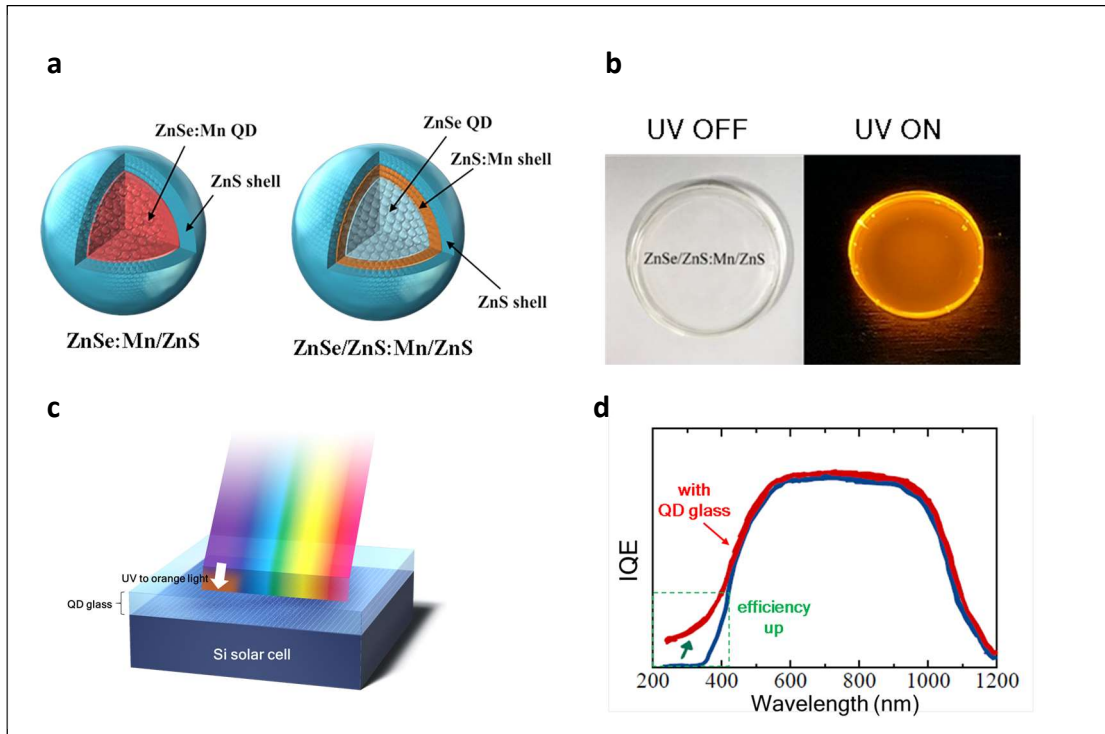 a
ZnSe:Mn QD
ZnS shell
ZnSe:Mn/ZnS
ZnSe QD
ZnS:Mn shell
ZnS shell
ZnSe/ZnS:Mn/ZnS
b
UV OFF
UV ON
ZnSe/ZnS:Mn/ZnS
c
UV to orange light
QD glass
Si solar cell
d
IQE
with
QD glass
efficiency
up
200 400 600 800 1000 1200
Wavelength (nm)